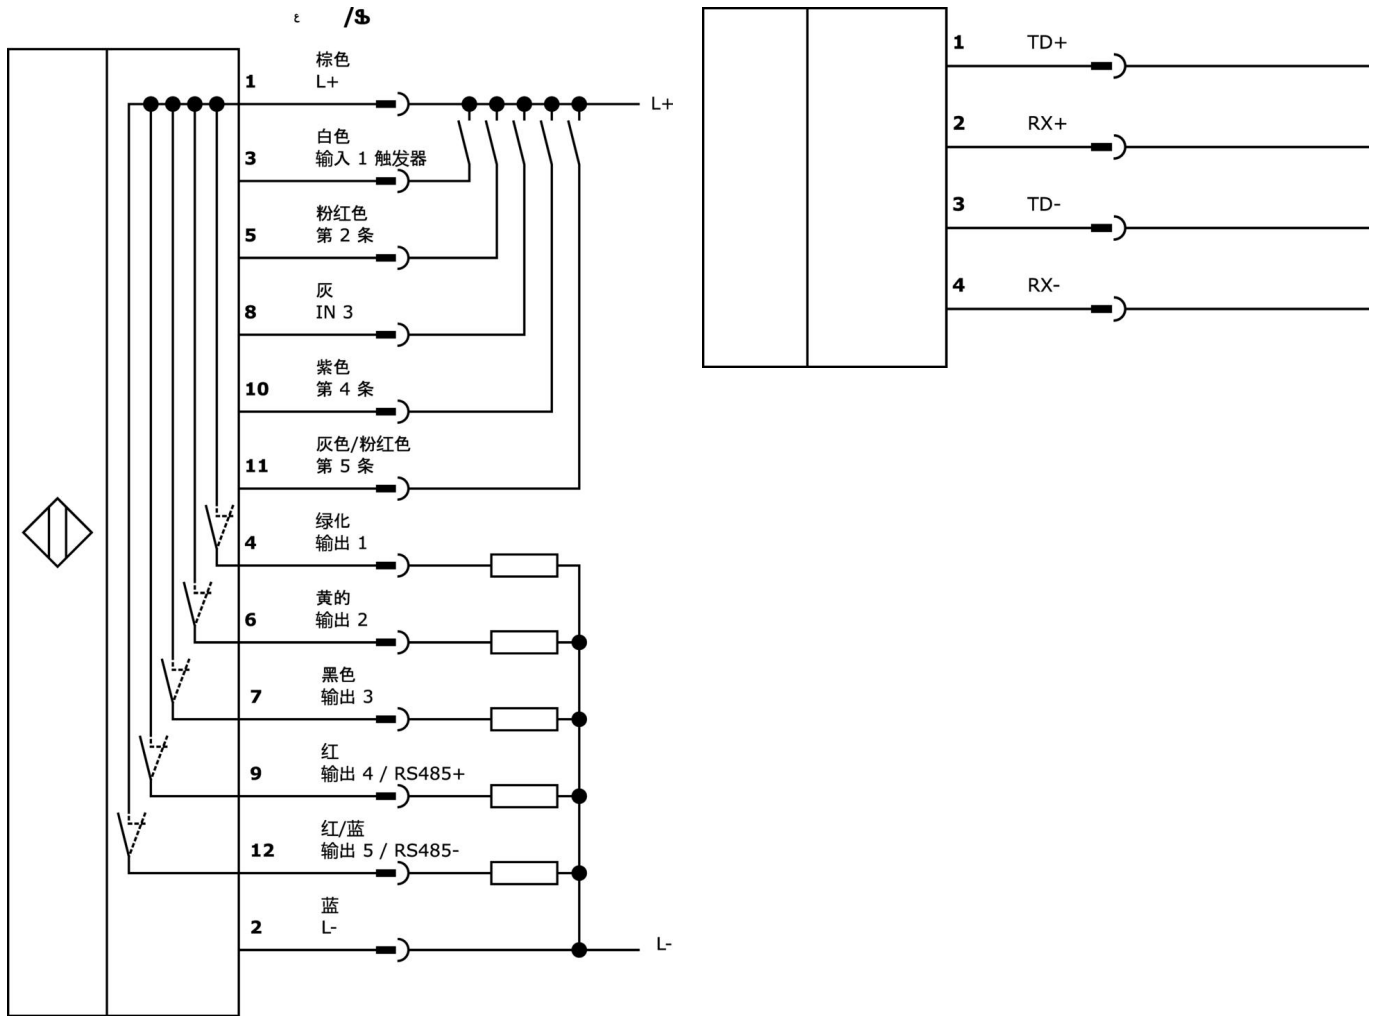 棕色
1 L+
L+
白色
3 输入 1 触发器
粉红色
5 第 2 条
灰
8 IN 3
紫色
10 第 4 条
灰色/粉红色
11 第 5 条
绿化
4 输出 1
黄的
6 输出 2
黑色
7 输出 3
红
9 输出 4 / RS485+
红/蓝
12 输出 5 / RS485-
蓝
2 L-
L-
1 TD+
2 RX+
3 TD-
4 RX-